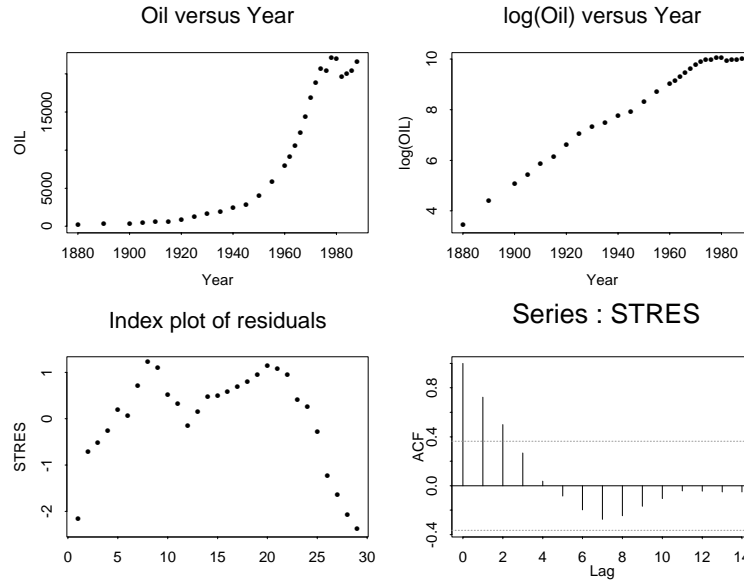 Oil versus Year
OIL
0 5000 15000
1880 1900 1920 1940 1960 1980
Year
log(Oil) versus Year
log(OIL)
4 6 8 10
1880 1900 1920 1940 1960 1980
Year
Index plot of residuals
STRES
-2 -1 0 1
0 5 10 15 20 25 30
Series : STRES
ACF
-0.4 0.0 0.4 0.8
0 2 4 6 8 10 12 14
Lag